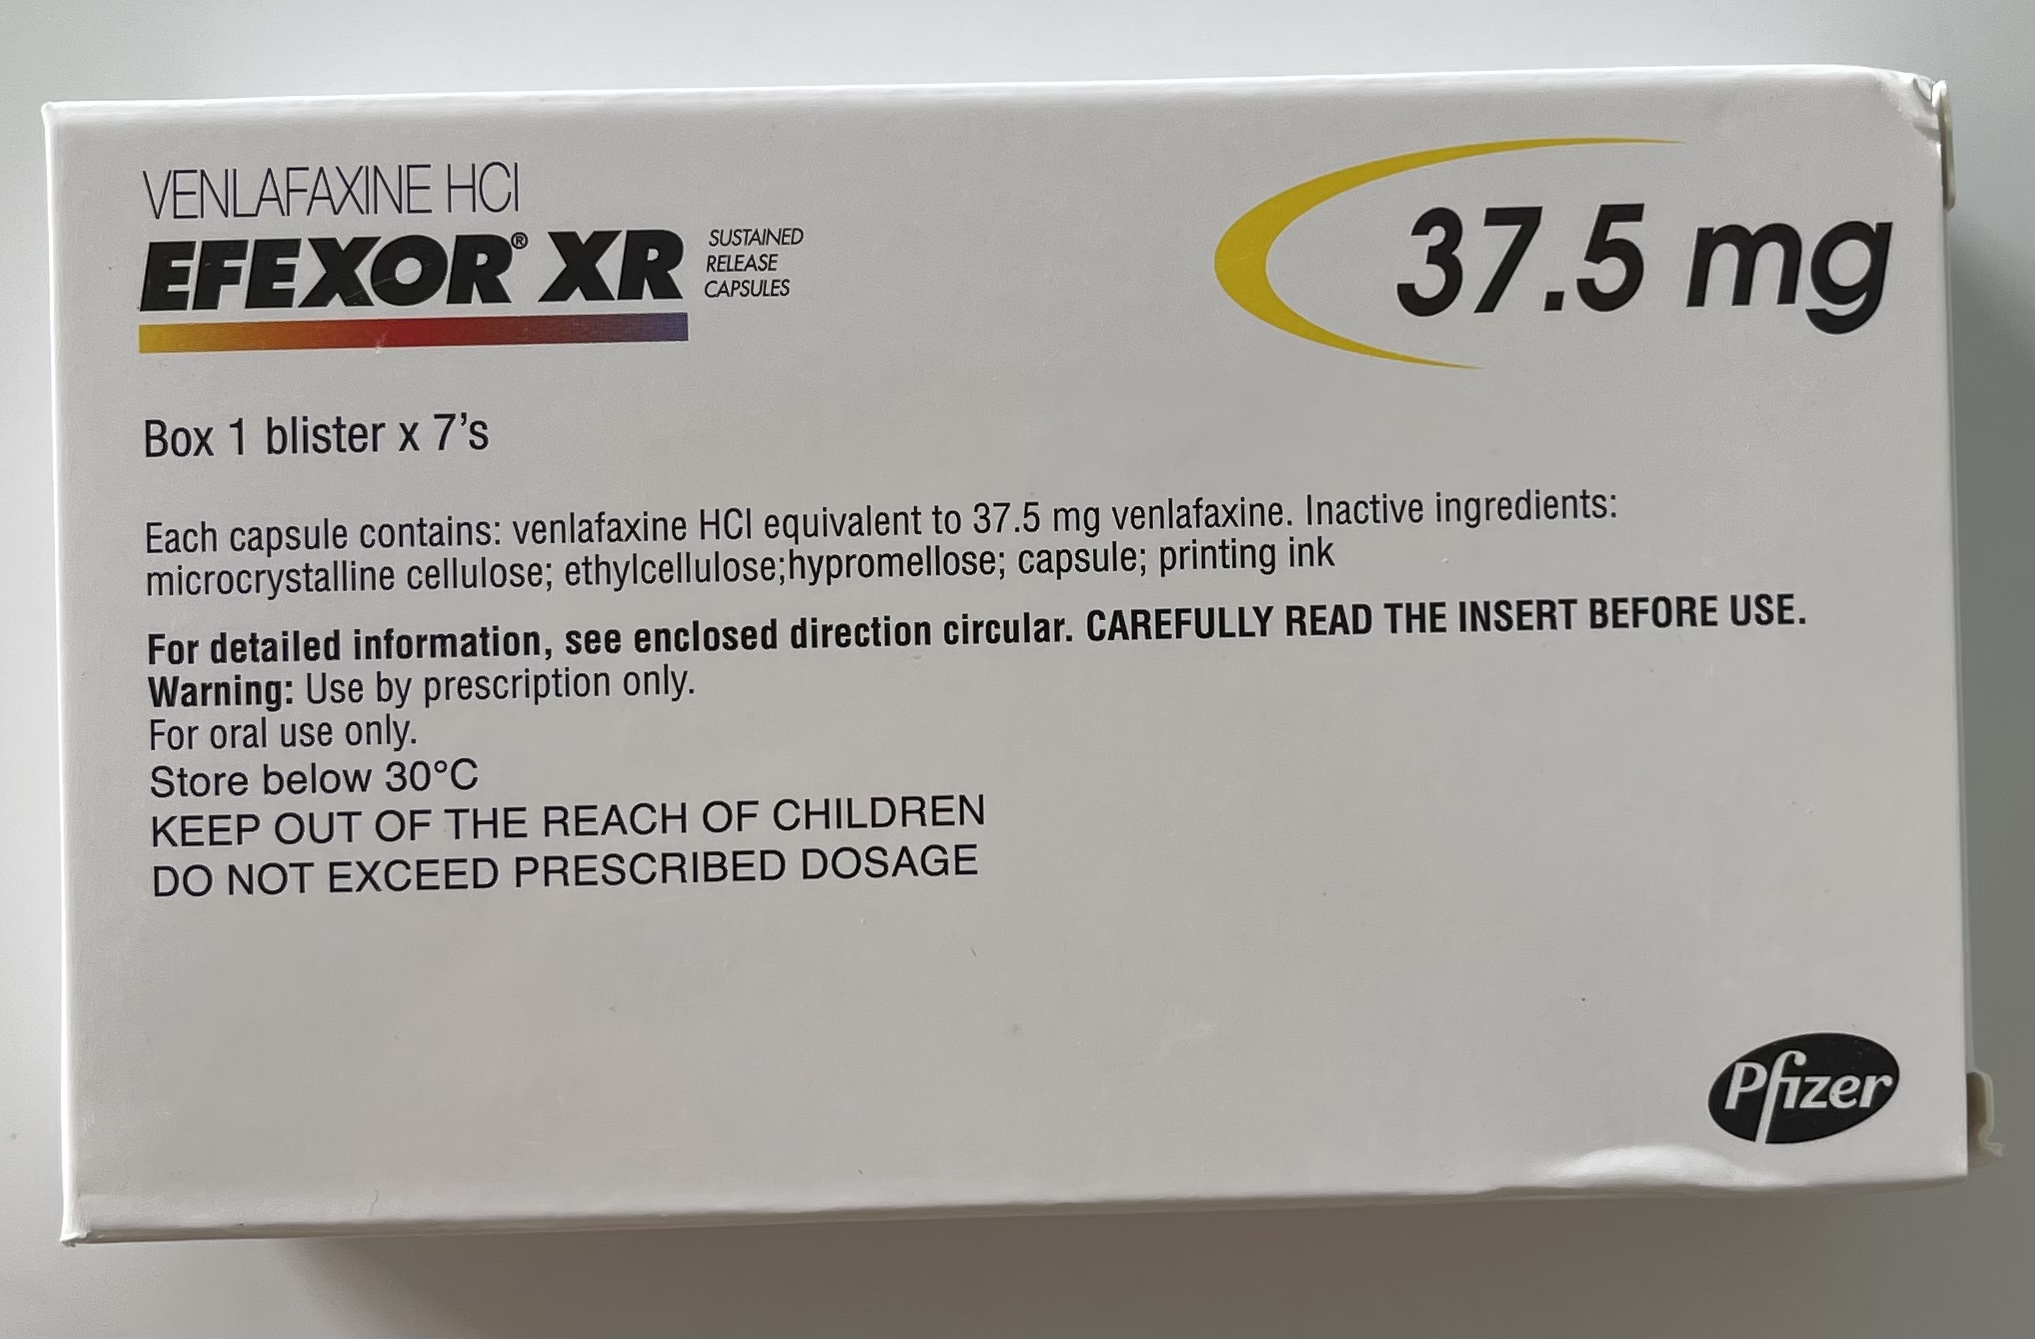 VENLAFAXINE HCl
EFEXOR® XR
SUSTAINED
RELEASE
CAPSULES
37.5 mg
Box 1 blister x 7’s
Each capsule contains: venlafaxine HCl equivalent to 37.5 mg venlafaxine. Inactive ingredients:
microcrystalline cellulose; ethylcellulose;hypromellose; capsule; printing ink
For detailed information, see enclosed direction circular. CAREFULLY READ THE INSERT BEFORE USE.
Warning: Use by prescription only.
For oral use only.
Store below 30°C
KEEP OUT OF THE REACH OF CHILDREN
DO NOT EXCEED PRESCRIBED DOSAGE
Pfizer